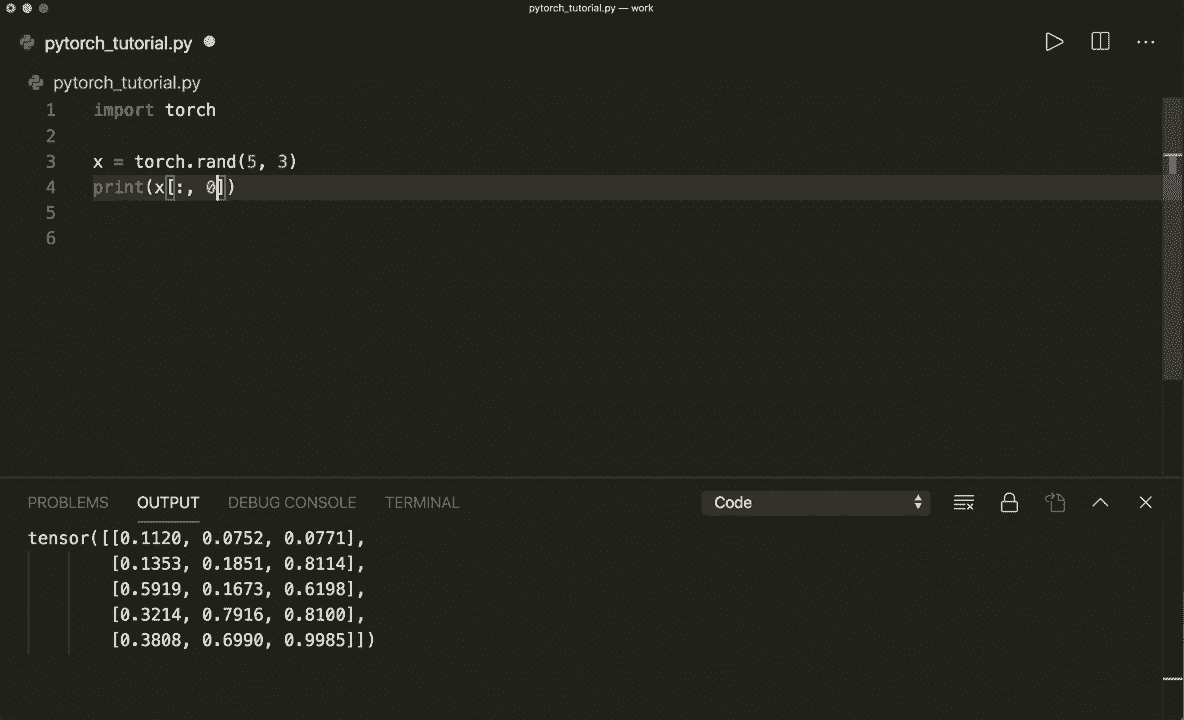 pytorch_tutorial.py — work
pytorch_tutorial.py
pytorch_tutorial.py
1 import torch
2
3 x = torch.rand(5, 3)
4 print(x[:, 0])
5
6
PROBLEMS OUTPUT DEBUG CONSOLE TERMINAL Code
tensor([[0.1120, 0.0752, 0.0771],
[0.1353, 0.1851, 0.8114],
[0.5919, 0.1673, 0.6198],
[0.3214, 0.7916, 0.8100],
[0.3808, 0.6990, 0.9985]])